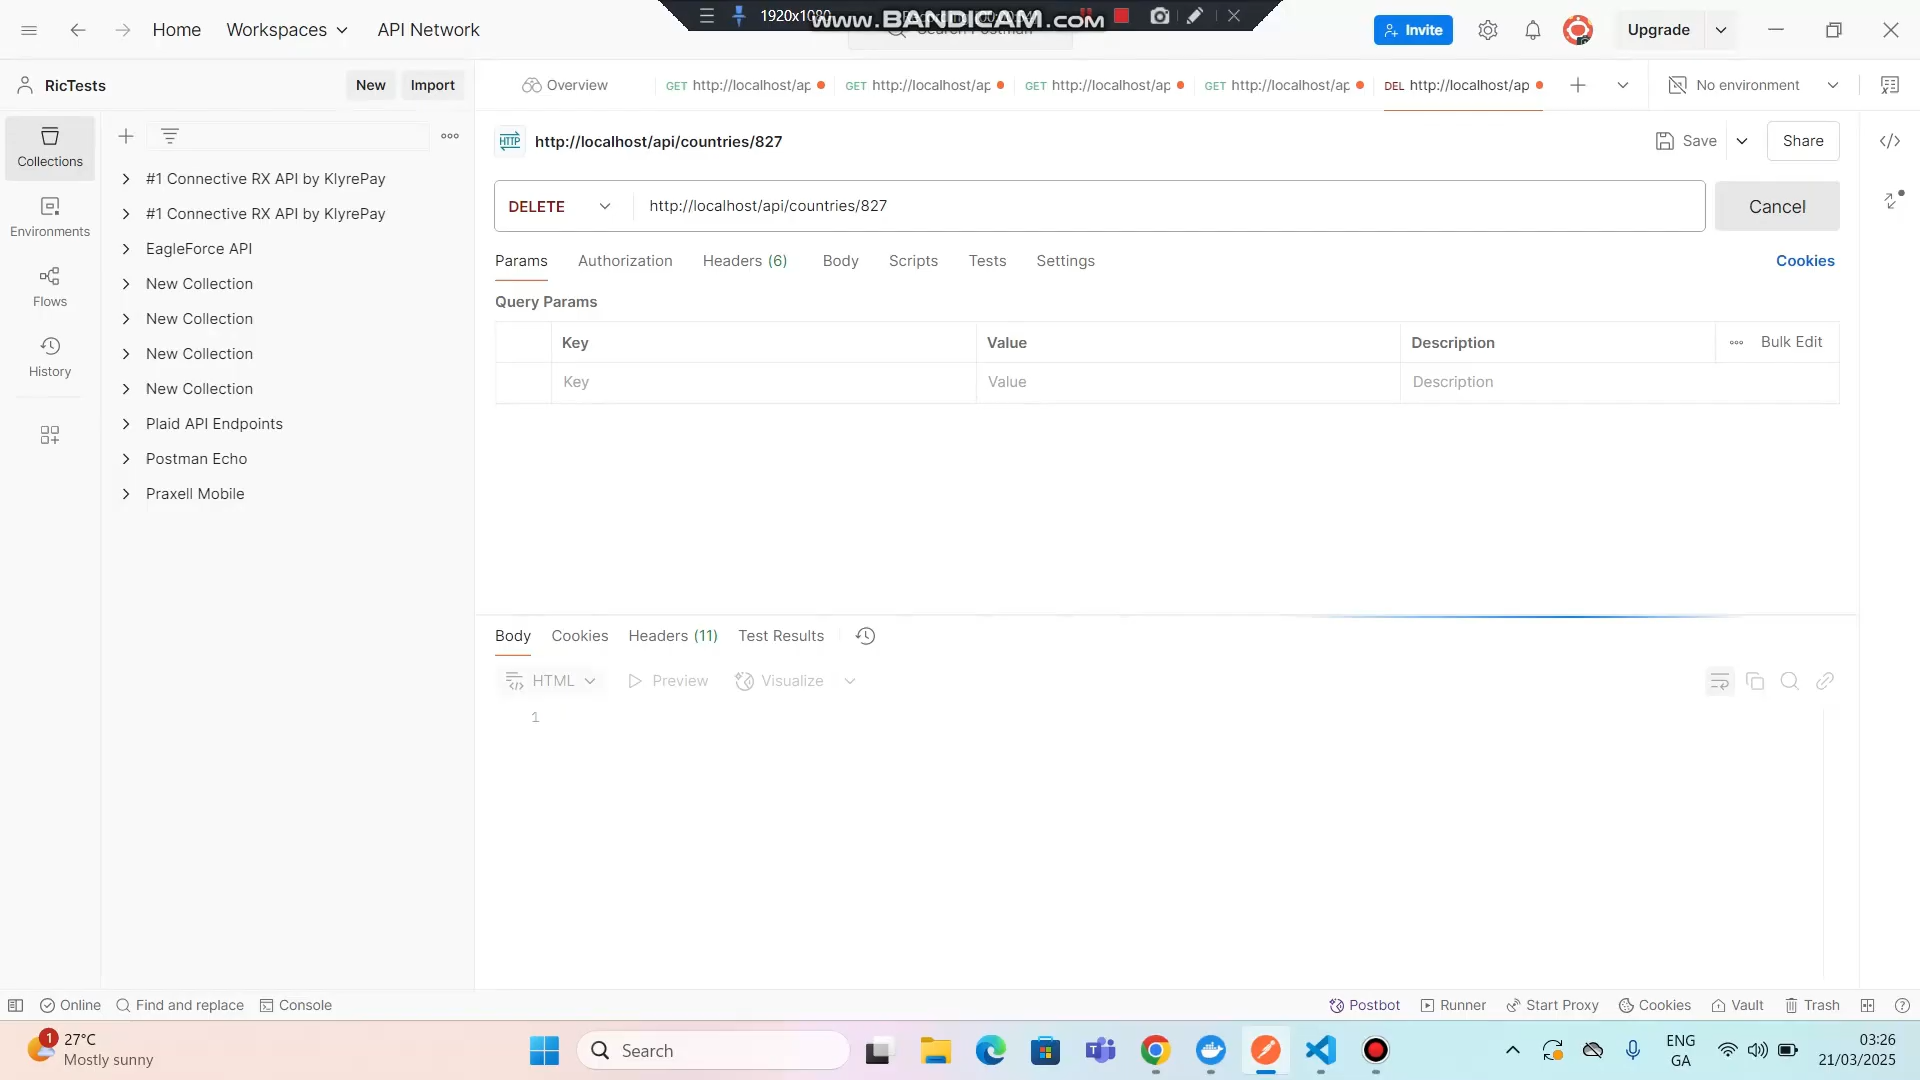 Home
Workspaces
API Network
1920x1080
www.BANDICAM.com
Search Postman
Invite
Upgrade
RicTests
New
Import
Overview
GET http://localhost/ap
GET http://localhost/ap
GET http://localhost/ap
GET http://localhost/ap
DEL http://localhost/ap
No environment
Collections
Environments
Flows
History
#1 Connective RX API by KlyrePay
#1 Connective RX API by KlyrePay
EagleForce API
New Collection
New Collection
New Collection
New Collection
Plaid API Endpoints
Postman Echo
Praxell Mobile
HTTP http://localhost/api/countries/827
Save
Share
DELETE
http://localhost/api/countries/827
Cancel
Params
Authorization
Headers (6)
Body
Scripts
Tests
Settings
Cookies
Query Params
Key
Value
Description
Bulk Edit
Key
Value
Description
Body
Cookies
Headers (11)
Test Results
HTML
Preview
Visualize
1
Online
Find and replace
Console
Postbot
Runner
Start Proxy
Cookies
Vault
Trash
1
27°C
Mostly sunny
Search
ENG
GA
03:26
21/03/2025